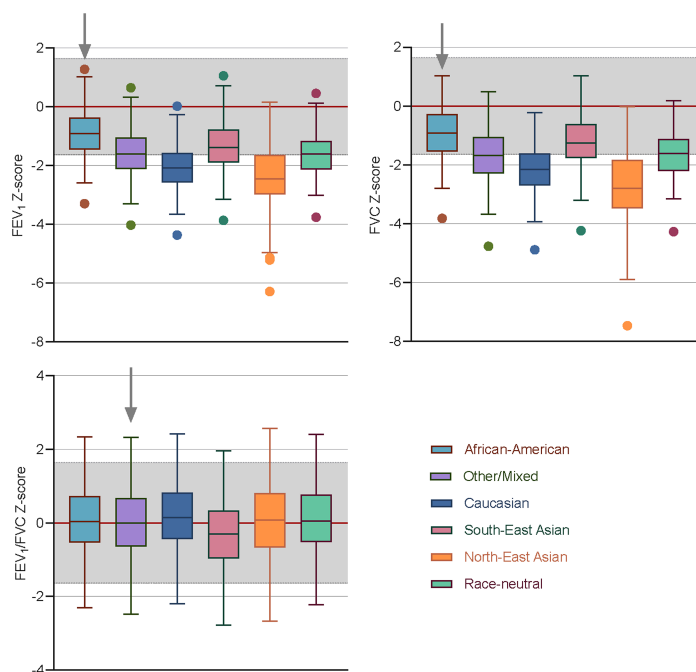 2
0
-2
-4
-6
-8
FEV1 Z-score
2
0
-2
-4
-6
-8
FVC Z-score
4
2
0
-2
-4
FEV1/FVC Z-score
African-American
Other/Mixed
Caucasian
South-East Asian
North-East Asian
Race-neutral